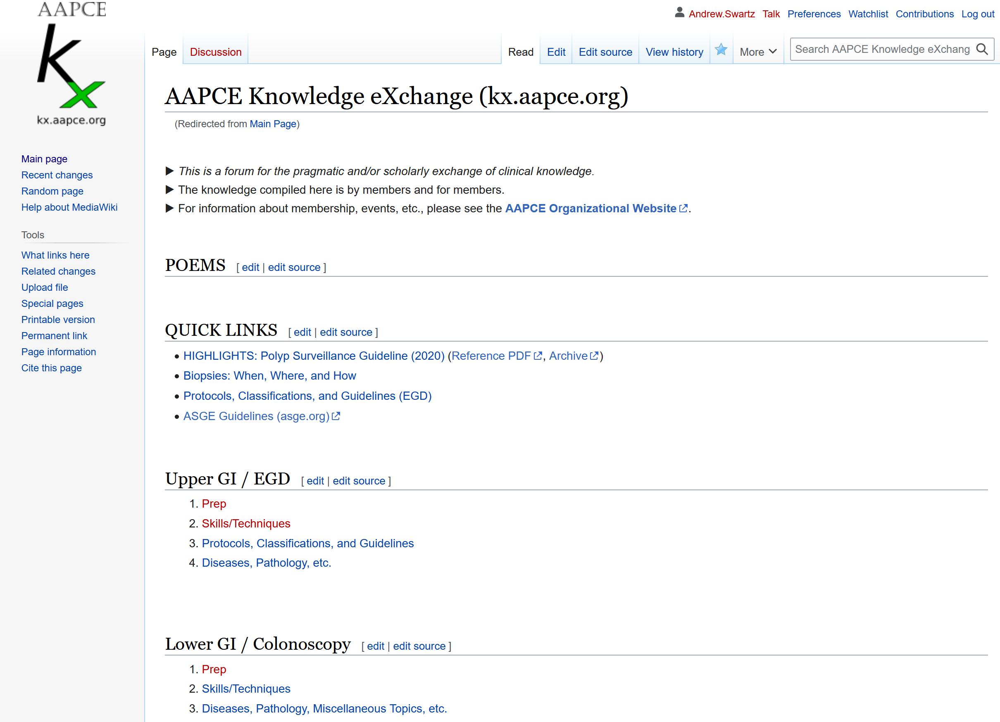 AAPCE
kx
kx.aapce.org
Andrew.Swartz Talk Preferences Watchlist Contributions Log out
Page Discussion Read Edit Edit source View history More Search AAPCE Knowledge eXchang
AAPCE Knowledge eXchange (kx.aapce.org)
(Redirected from Main Page)
Main page
Recent changes
Random page
Help about MediaWiki
Tools
What links here
Related changes
Upload file
Special pages
Printable version
Permanent link
Page information
Cite this page
▶ This is a forum for the pragmatic and/or scholarly exchange of clinical knowledge.
▶ The knowledge compiled here is by members and for members.
▶ For information about membership, events, etc., please see the AAPCE Organizational Website.
POEMS [ edit | edit source ]
QUICK LINKS [ edit | edit source ]
• HIGHLIGHTS: Polyp Surveillance Guideline (2020) (Reference PDF, Archive)
• Biopsies: When, Where, and How
• Protocols, Classifications, and Guidelines (EGD)
• ASGE Guidelines (asge.org)
Upper GI / EGD [ edit | edit source ]
1. Prep
2. Skills/Techniques
3. Protocols, Classifications, and Guidelines
4. Diseases, Pathology, etc.
Lower GI / Colonoscopy [ edit | edit source ]
1. Prep
2. Skills/Techniques
3. Diseases, Pathology, Miscellaneous Topics, etc.